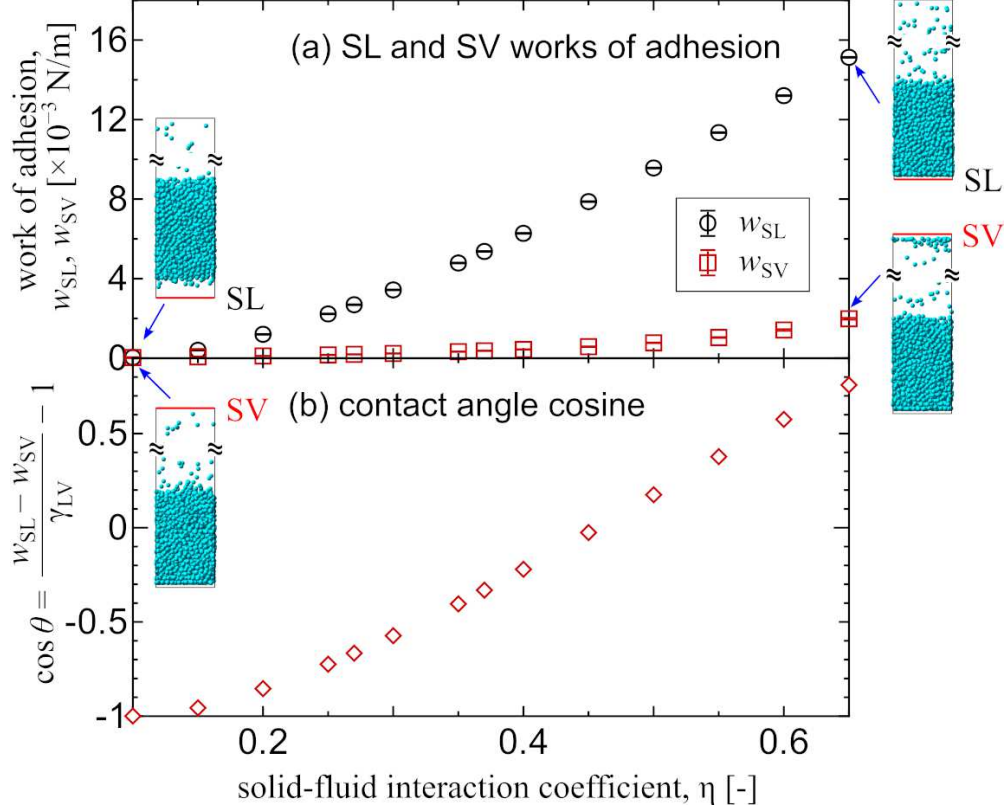 (a) SL and SV works of adhesion
work of adhesion,
w_SL, w_SV [×10⁻³ N/m]
16
12
8
4
0
SL
SL
SV
w_SL
w_SV
(b) contact angle cosine
cos θ = (w_SL − w_SV)/γ_LV − 1
SV
0.5
0
-0.5
-1
0.2 0.4 0.6
solid-fluid interaction coefficient, η [-]